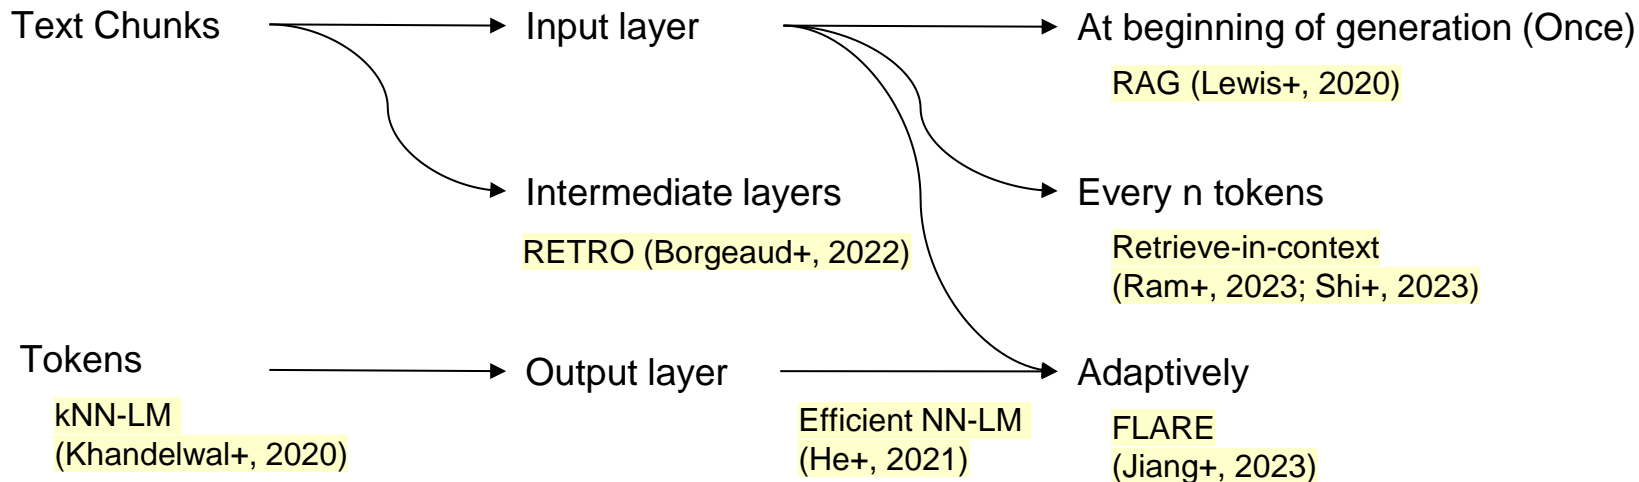 Text Chunks
Input layer
At beginning of generation (Once)
RAG (Lewis+, 2020)
Intermediate layers
RETRO (Borgeaud+, 2022)
Every n tokens
Retrieve-in-context
(Ram+, 2023; Shi+, 2023)
Tokens
kNN-LM
(Khandelwal+, 2020)
Output layer
Efficient NN-LM
(He+, 2021)
Adaptively
FLARE
(Jiang+, 2023)